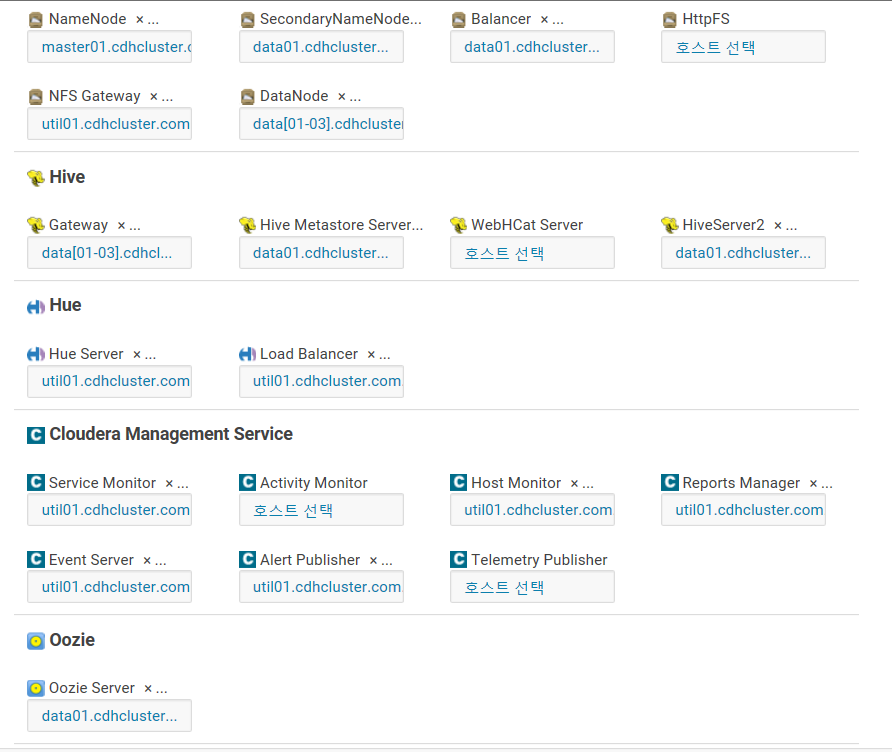 NameNode × ...
SecondaryNameNode...
Balancer × ...
HttpFS
master01.cdhcluster.c
data01.cdhcluster...
data01.cdhcluster...
호스트 선택
NFS Gateway × ...
DataNode × ...
util01.cdhcluster.com
data[01-03].cdhcluster
Hive
Gateway × ...
Hive Metastore Server...
WebHCat Server
HiveServer2 × ...
data[01-03].cdhcl...
data01.cdhcluster...
호스트 선택
data01.cdhcluster...
Hue
Hue Server × ...
Load Balancer × ...
util01.cdhcluster.com
util01.cdhcluster.com.
Cloudera Management Service
Service Monitor × ...
Activity Monitor
Host Monitor × ...
Reports Manager × ...
util01.cdhcluster.com
호스트 선택
util01.cdhcluster.com
util01.cdhcluster.com
Event Server × ...
Alert Publisher × ...
Telemetry Publisher
util01.cdhcluster.com
util01.cdhcluster.com.
호스트 선택
Oozie
Oozie Server × ...
data01.cdhcluster...